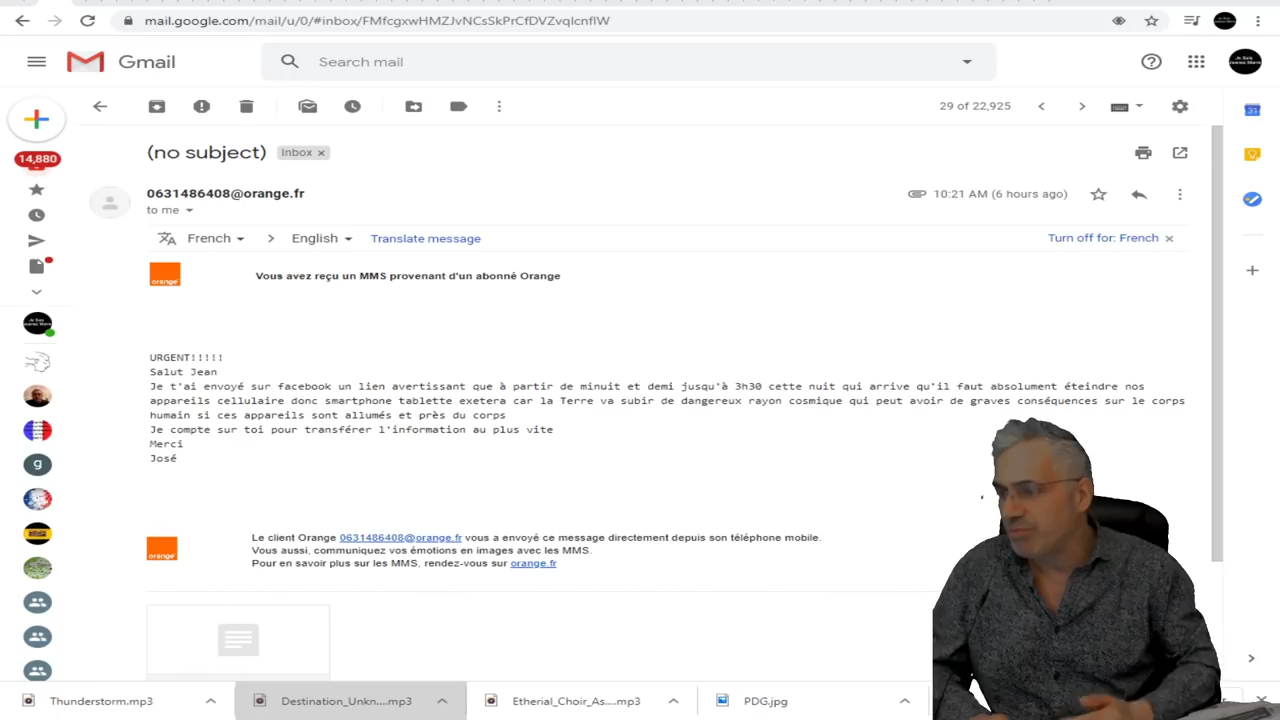 mail.google.com/mail/u/0/#inbox/FMfcgxwHMZJvNCsSkPrCfDVZvqlcnflW
Gmail
Search mail
29 of 22,925
14,880
(no subject)
Inbox x
0631486408@orange.fr
10:21 AM (6 hours ago)
to me
French > English Translate message
Turn off for: French x
orange
Vous avez reçu un MMS provenant d'un abonné Orange
URGENT!!!!!
Salut Jean
Je t'ai envoyé sur facebook un lien avertissant que à partir de minuit et demi jusqu'à 3h30 cette nuit qui arrive qu'il faut absolument éteindre nos
appareils cellulaire donc smartphone tablette exetera car la Terre va subir de dangereux rayon cosmique qui peut avoir de graves conséquences sur le corps
humain si ces appareils sont allumés et près du corps
Je compte sur toi pour transférer l'information au plus vite
Merci
José
orange
Le client Orange 0631486408@orange.fr vous a envoyé ce message directement depuis son téléphone mobile.
Vous aussi, communiquez vos émotions en images avec les MMS.
Pour en savoir plus sur les MMS, rendez-vous sur orange.fr
g
31
Thunderstorm.mp3
Destination_Unkn....mp3
Etherial_Choir_As....mp3
PDG.jpg